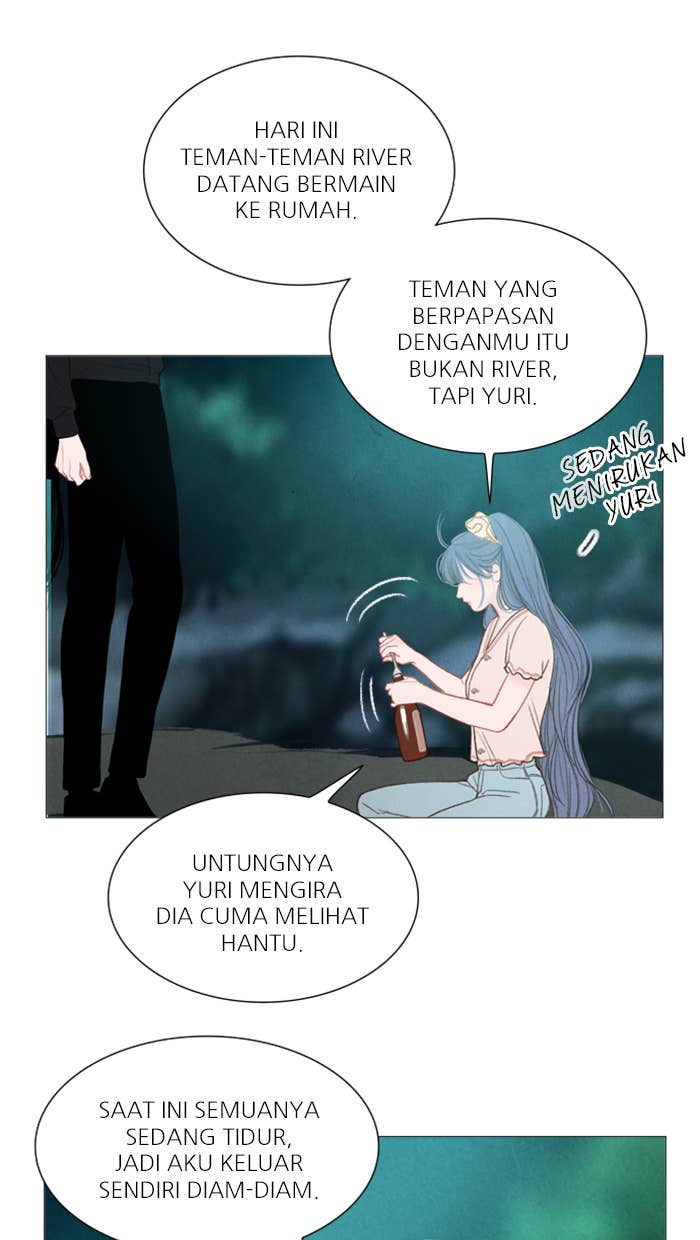 HARI INI
TEMAN-TEMAN RIVER
DATANG BERMAIN
KE RUMAH.
TEMAN YANG
BERPAPASAN
DENGANMU ITU
BUKAN RIVER,
TAPI YURI.
SEDANG
MENIRUKAN
YURI
UNTUNGNYA
YURI MENGIRA
DIA CUMA MELIHAT
HANTU.
SAAT INI SEMUANYA
SEDANG TIDUR,
JADI AKU KELUAR
SENDIRI DIAM-DIAM.